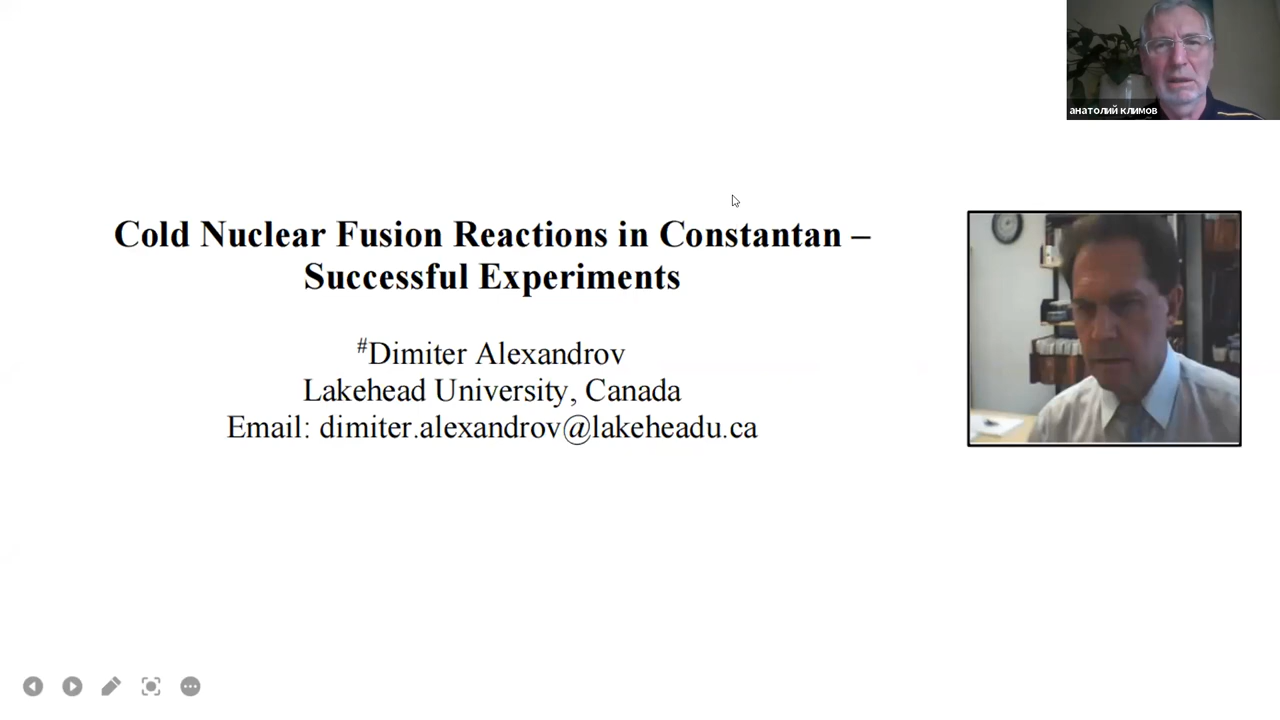 анатолий климов
Cold Nuclear Fusion Reactions in Constantan –
Successful Experiments
#Dimiter Alexandrov
Lakehead University, Canada
Email: dimiter.alexandrov@lakeheadu.ca